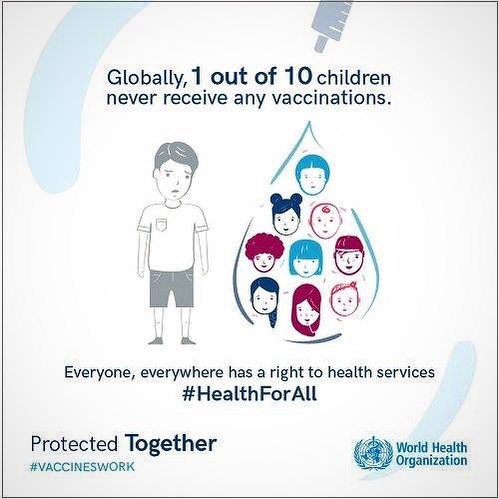 Globally, 1 out of 10 children
never receive any vaccinations.
Everyone, everywhere has a right to health services
#HealthForAll
Protected Together
#VACCINESWORK
World Health
Organization